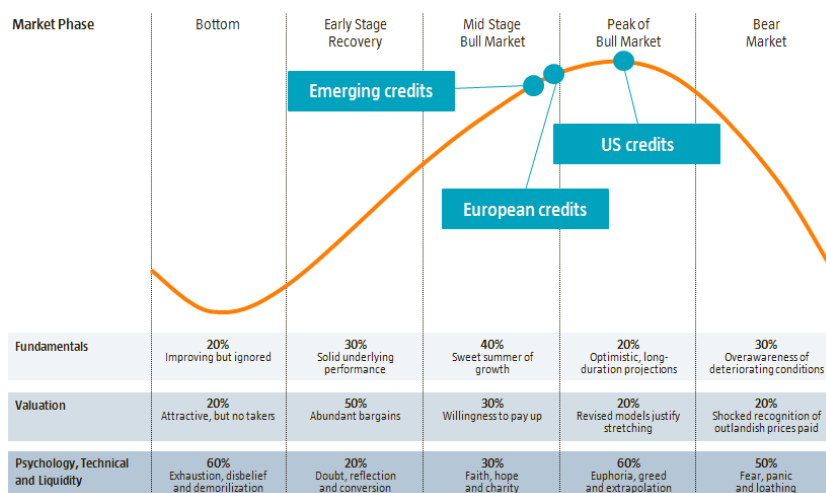 Market Phase
Bottom
Early Stage
Recovery
Mid Stage
Bull Market
Peak of
Bull Market
Bear
Market
Emerging credits
US credits
European credits
Fundamentals
20%
Improving but ignored
30%
Solid underlying
performance
40%
Sweet summer of
growth
20%
Optimistic, long-
duration projections
30%
Overawareness of
deteriorating conditions
Valuation
20%
Attractive, but no takers
50%
Abundant bargains
30%
Willingness to pay up
20%
Revised models justify
stretching
20%
Shocked recognition of
outlandish prices paid
Psychology, Technical
and Liquidity
60%
Exhaustion, disbelief
and demorilization
20%
Doubt, reflection
and conversion
30%
Faith, hope
and charity
60%
Euphoria, greed
and extrapolation
50%
Fear, panic
and loathing